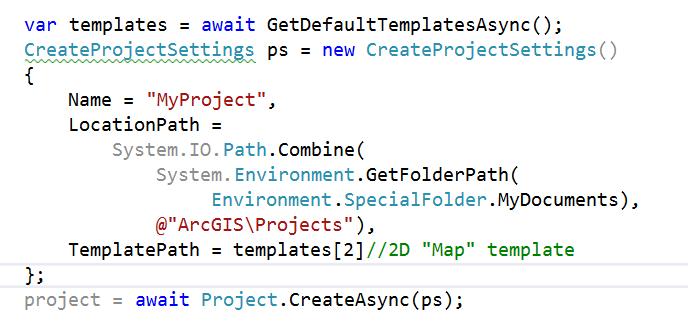 var templates = await GetDefaultTemplatesAsync();
CreateProjectSettings ps = new CreateProjectSettings()
{
    Name = "MyProject",
    LocationPath =
        System.IO.Path.Combine(
            System.Environment.GetFolderPath(
                Environment.SpecialFolder.MyDocuments),
            @"ArcGIS\Projects"),
    TemplatePath = templates[2]//2D "Map" template
};
project = await Project.CreateAsync(ps);